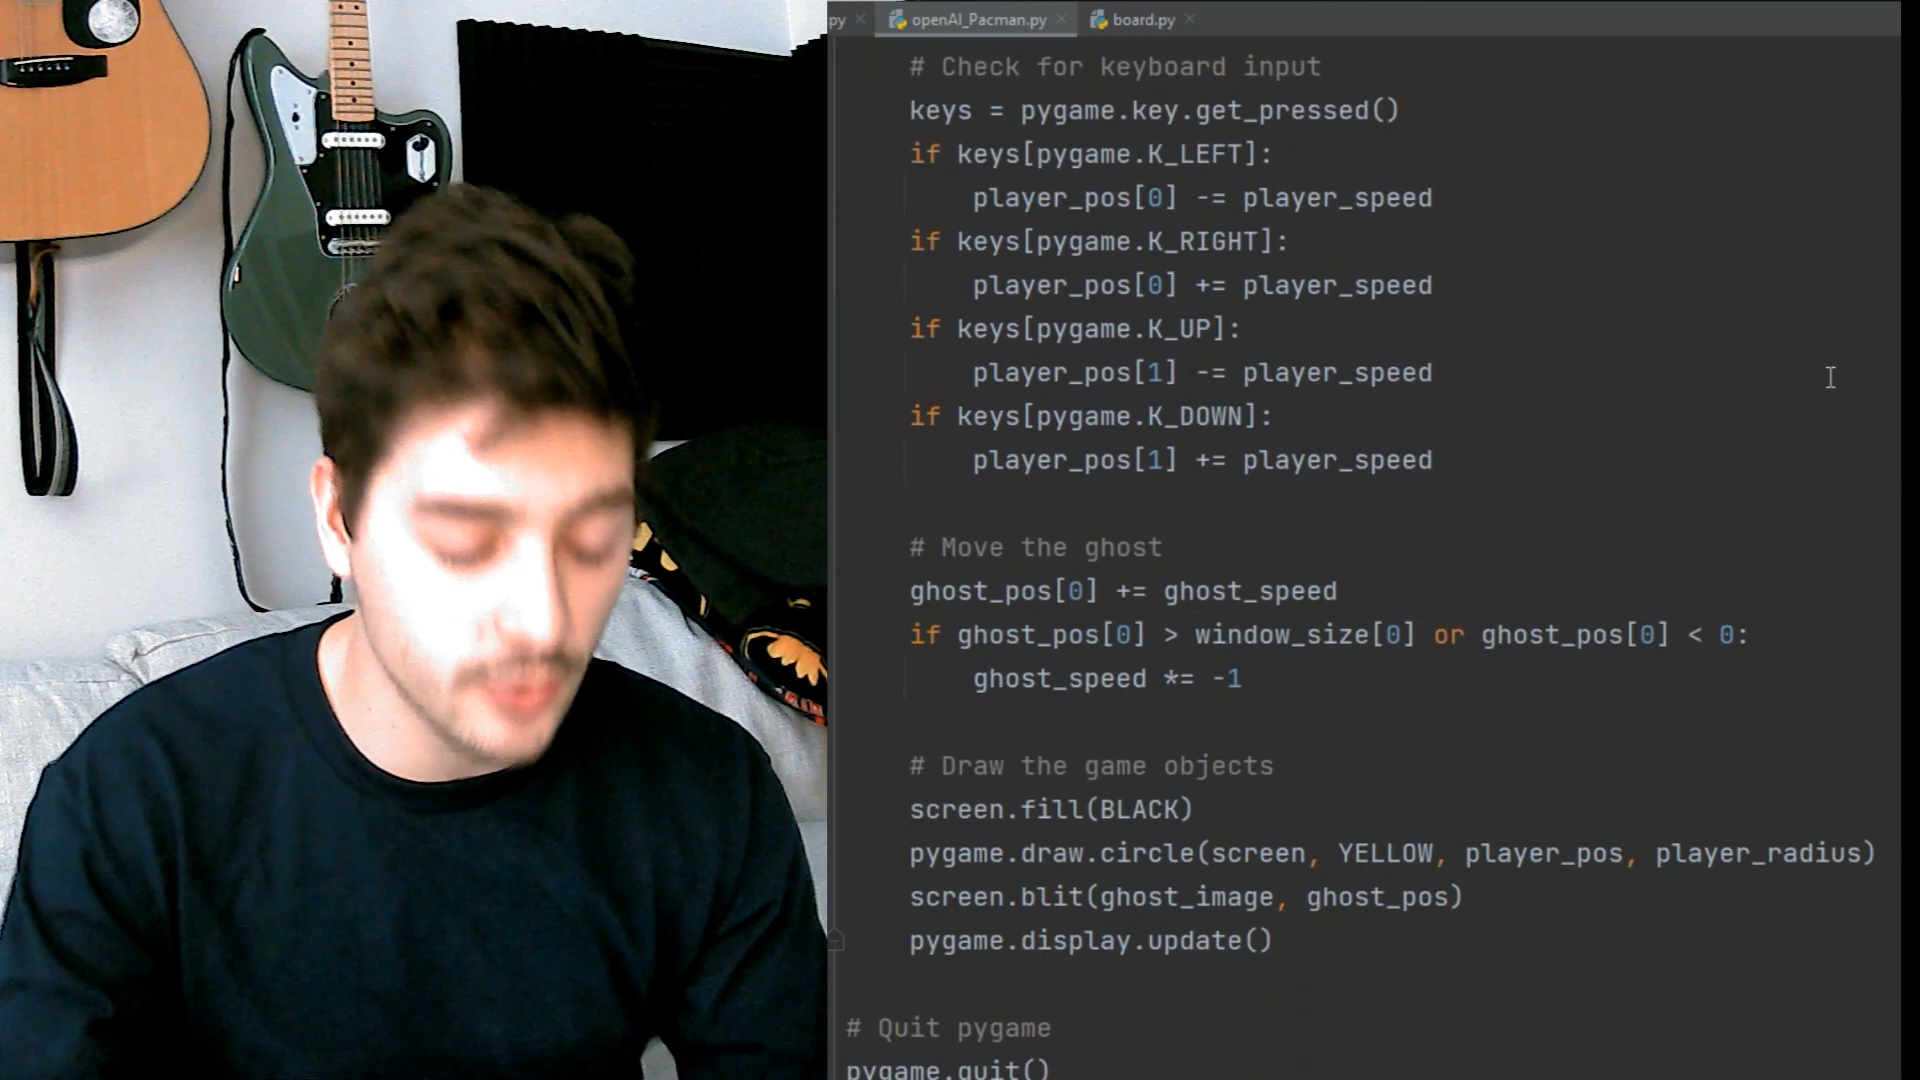 py openAI_Pacman.py board.py
# Check for keyboard input
keys = pygame.key.get_pressed()
if keys[pygame.K_LEFT]:
player_pos[0] -= player_speed
if keys[pygame.K_RIGHT]:
player_pos[0] += player_speed
if keys[pygame.K_UP]:
player_pos[1] -= player_speed
if keys[pygame.K_DOWN]:
player_pos[1] += player_speed
# Move the ghost
ghost_pos[0] += ghost_speed
if ghost_pos[0] > window_size[0] or ghost_pos[0] < 0:
ghost_speed *= -1
# Draw the game objects
screen.fill(BLACK)
pygame.draw.circle(screen, YELLOW, player_pos, player_radius)
screen.blit(ghost_image, ghost_pos)
pygame.display.update()
# Quit pygame
pygame.quit()